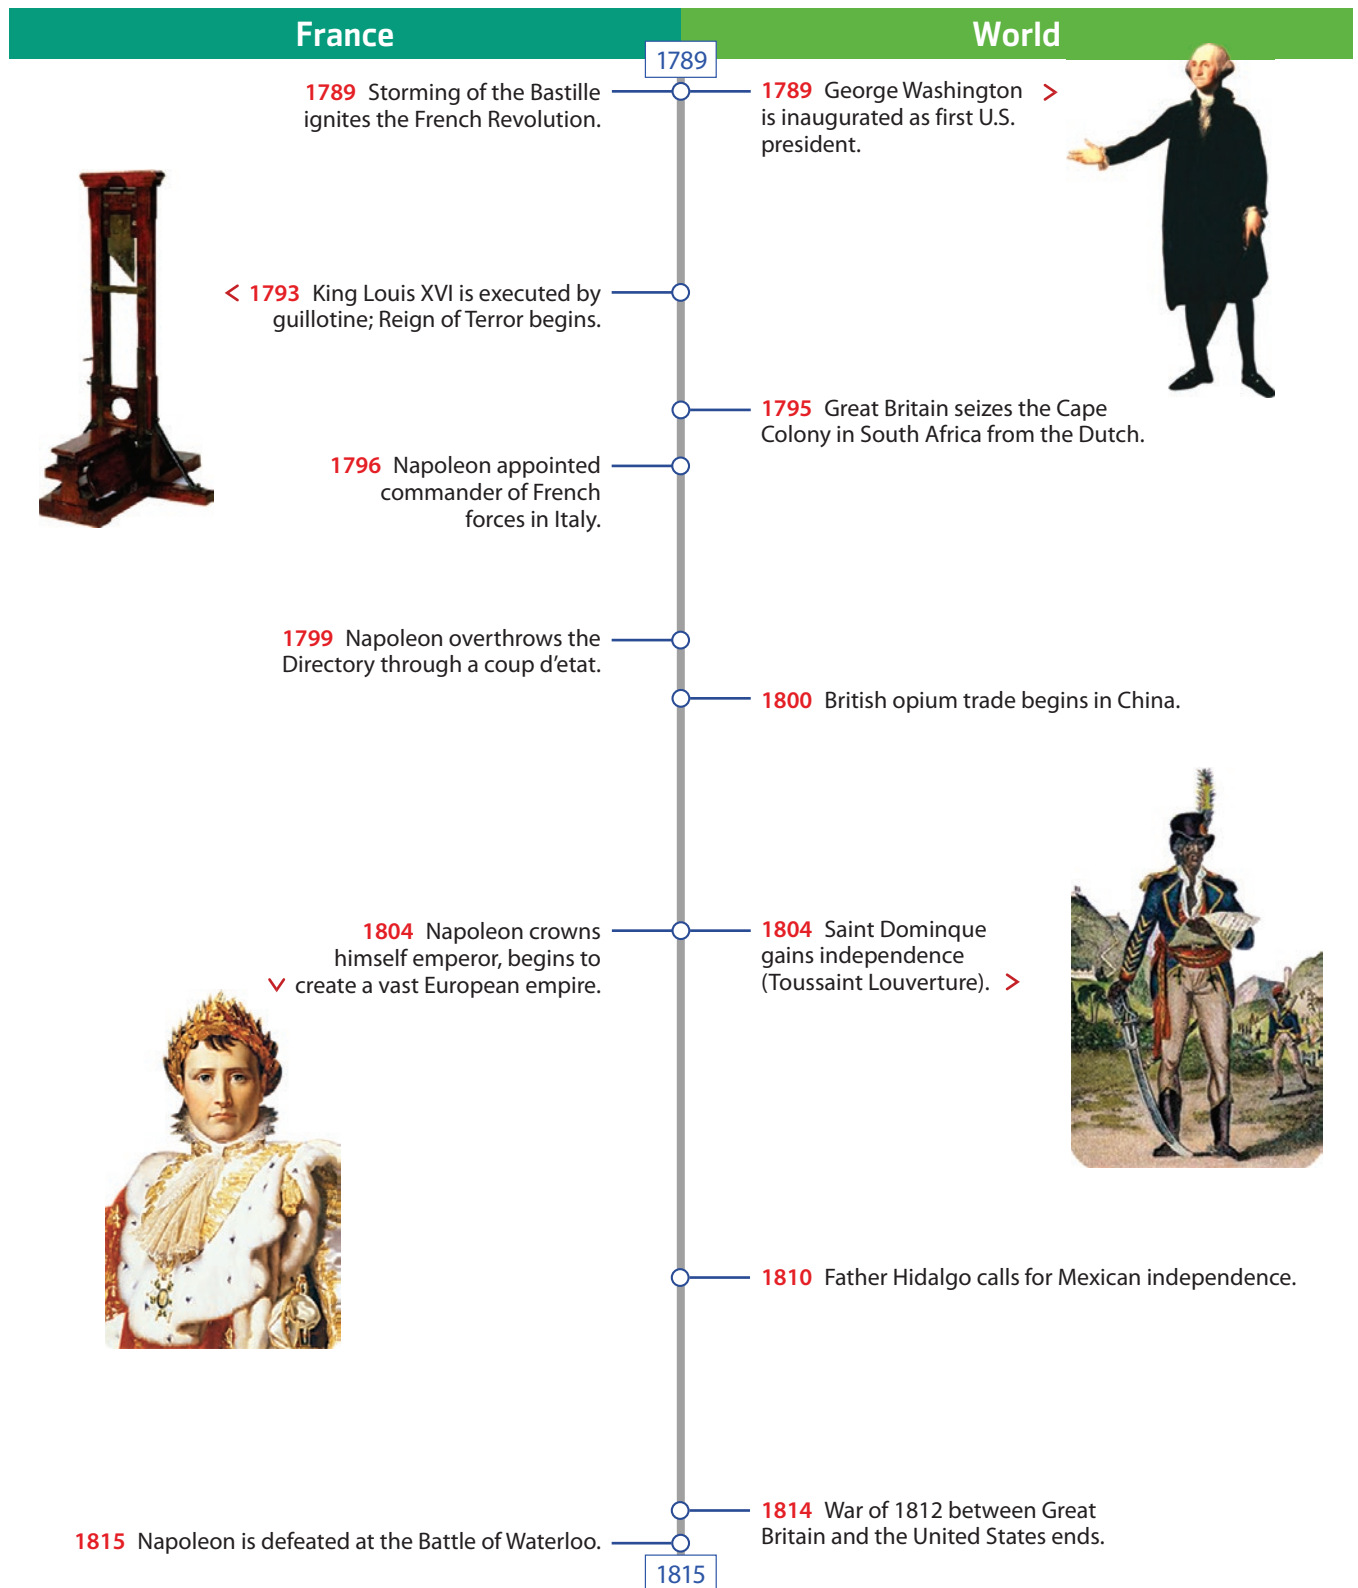 France
World
1789
1789 Storming of the Bastille
ignites the French Revolution.
1789 George Washington
is inaugurated as first U.S.
president.
1793 King Louis XVI is executed by
guillotine; Reign of Terror begins.
1795 Great Britain seizes the Cape
Colony in South Africa from the Dutch.
1796 Napoleon appointed
commander of French
forces in Italy.
1799 Napoleon overthrows the
Directory through a coup d'etat.
1800 British opium trade begins in China.
1804 Napoleon crowns
himself emperor, begins to
create a vast European empire.
1804 Saint Dominque
gains independence
(Toussaint Louverture).
1810 Father Hidalgo calls for Mexican independence.
1814 War of 1812 between Great
Britain and the United States ends.
1815 Napoleon is defeated at the Battle of Waterloo.
1815